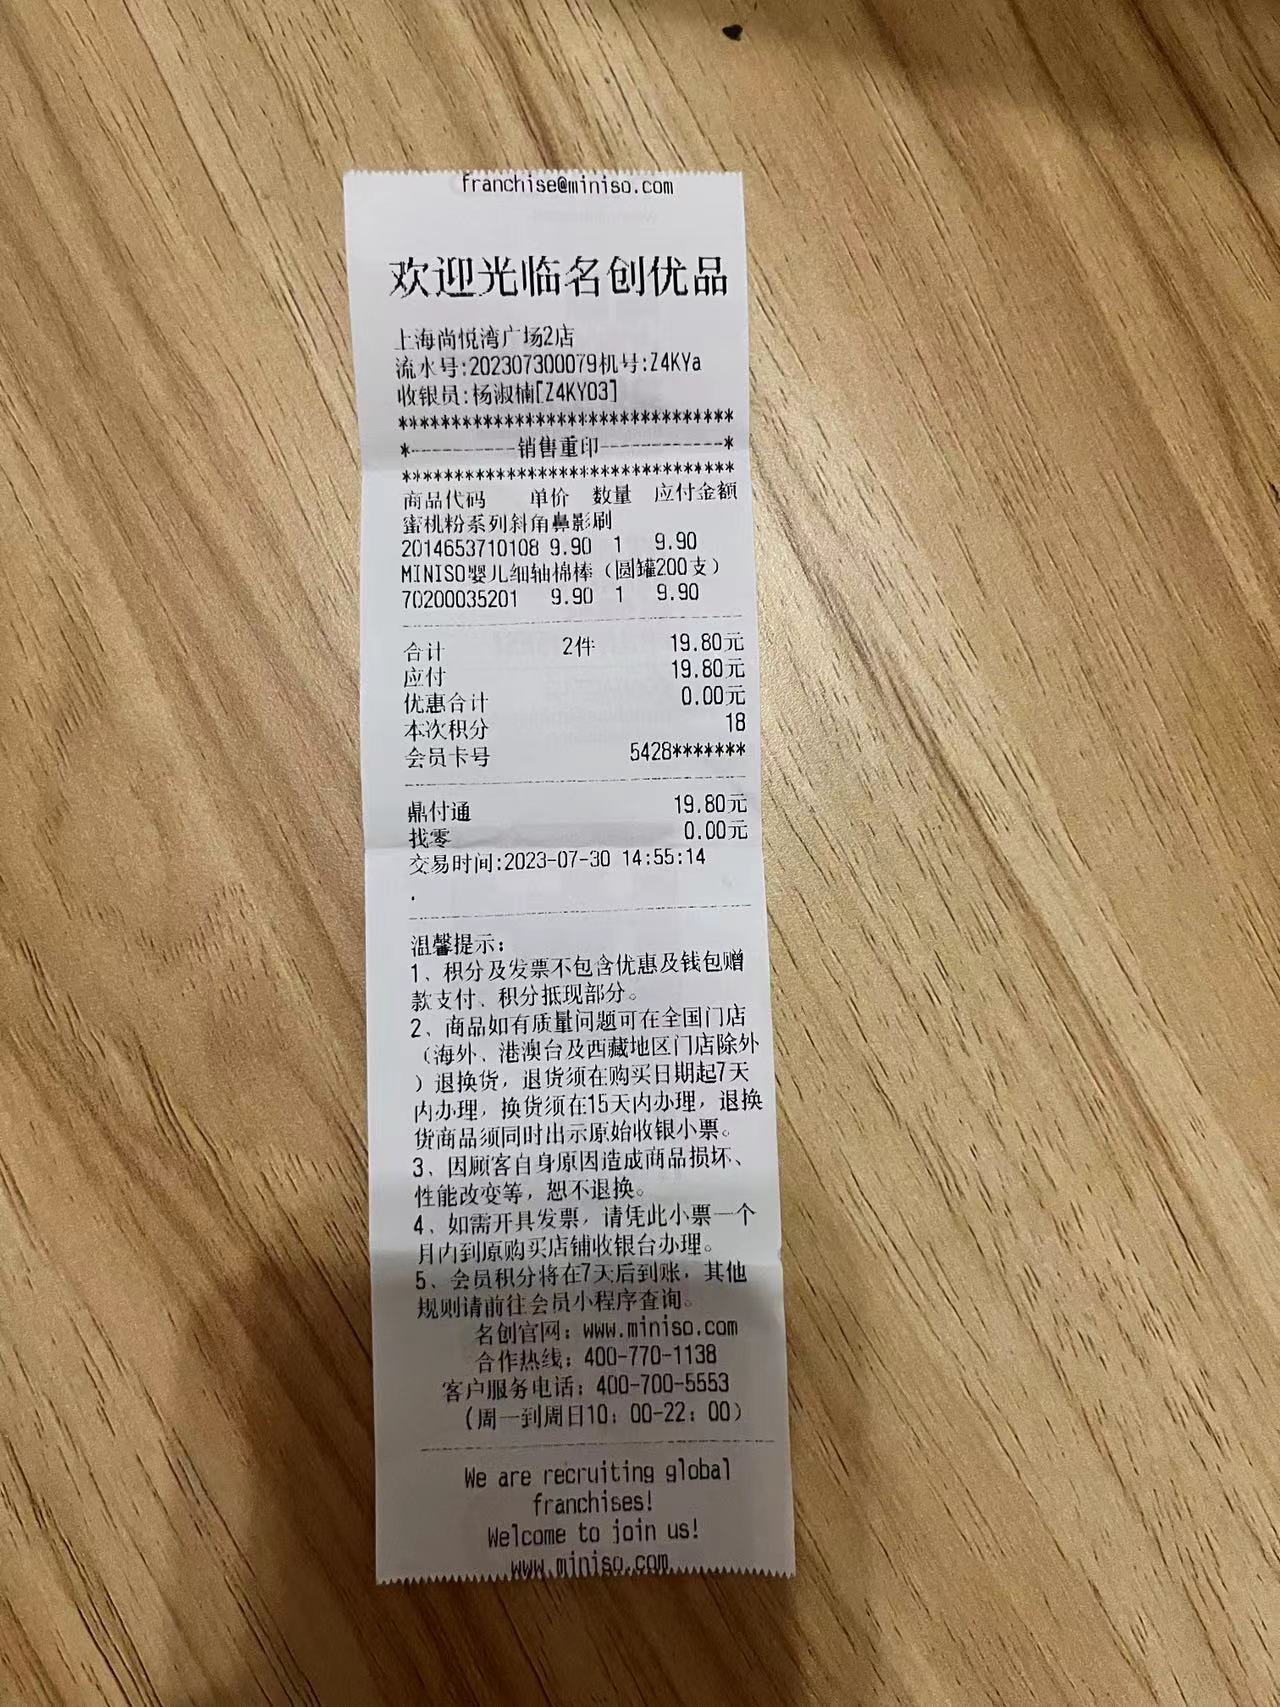 franchise@miniso.com
欢迎光临名创优品
上海尚悦湾广场2店
流水号:202307300079机号:Z4KYa
收银员:杨淑楠[Z4KY03]
********************************
*----------销售重印------------*
********************************
商品代码 单价 数量 应付金额
蜜桃粉系列斜角鼻影刷
2014653710108 9.90 1 9.90
MINISO婴儿细轴棉棒（圆罐200支）
70200035201 9.90 1 9.90
合计 2件 19.80元
应付 19.80元
优惠合计 0.00元
本次积分 18
会员卡号 5428*******
鼎付通 19.80元
找零 0.00元
交易时间:2023-07-30 14:55:14
.
温馨提示:
1、积分及发票不包含优惠及钱包赠
款支付、积分抵现部分。
2、商品如有质量问题可在全国门店
（海外、港澳台及西藏地区门店除外
）退换货，退货须在购买日期起7天
内办理，换货须在15天内办理，退换
货商品须同时出示原始收银小票。
3、因顾客自身原因造成商品损坏、
性能改变等，恕不退换。
4、如需开具发票，请凭此小票一个
月内到原购买店铺收银台办理。
5、会员积分将在7天后到账，其他
规则请前往会员小程序查询。
名创官网：www.miniso.com
合作热线：400-770-1138
客户服务电话：400-700-5553
（周一到周日10：00-22：00）
We are recruiting global
franchises!
Welcome to join us!
www.miniso.com